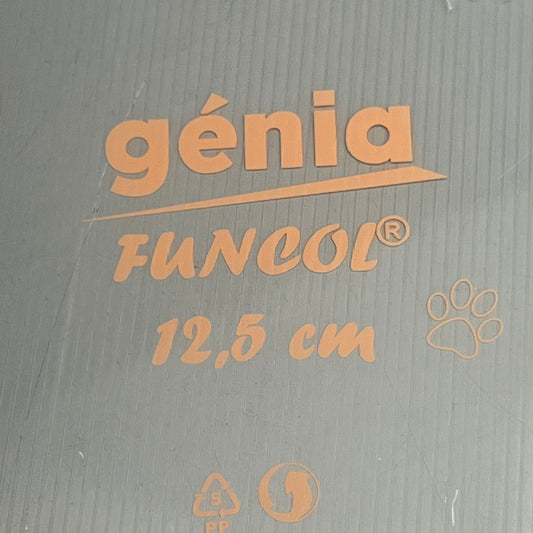 génia
FUNCOL®
12,5 cm
5
PP